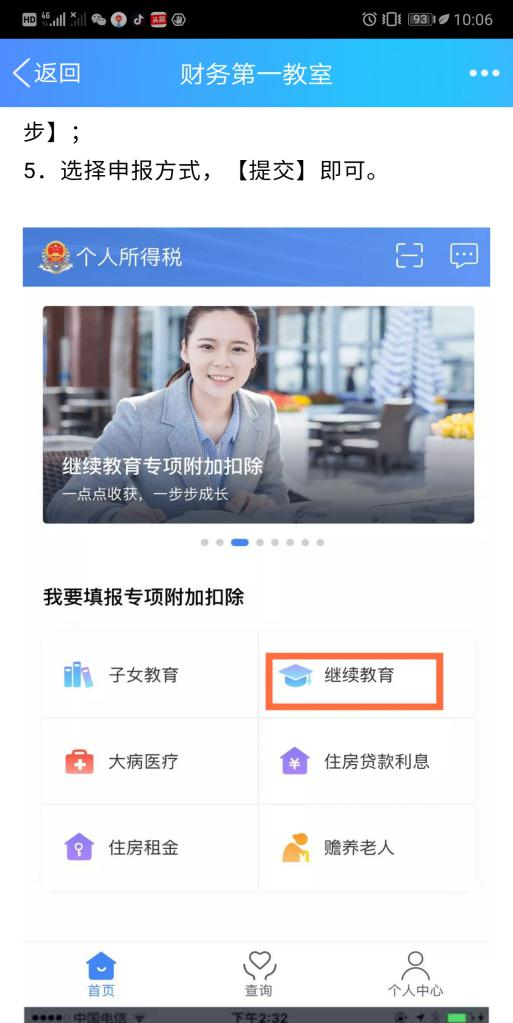 HD 4G 头条 93 10:06
返回 财务第一教室
步】；
5．选择申报方式，【提交】即可。
个人所得税
继续教育专项附加扣除
一点点收获，一步步成长
我要填报专项附加扣除
子女教育 继续教育
大病医疗 住房贷款利息
住房租金 赡养老人
首页 查询 个人中心
中国电信 下午2:32